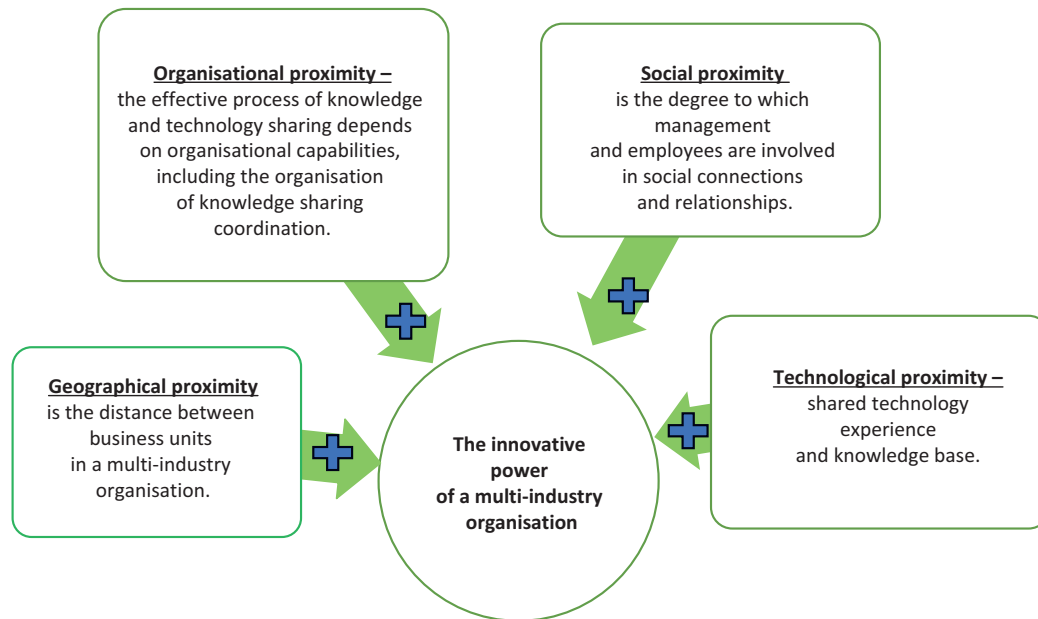 Organisational proximity –
the effective process of knowledge
and technology sharing depends
on organisational capabilities,
including the organisation
of knowledge sharing
coordination.
Social proximity
is the degree to which
management
and employees are involved
in social connections
and relationships.
Geographical proximity
is the distance between
business units
in a multi-industry
organisation.
The innovative
power
of a multi-industry
organisation
Technological proximity –
shared technology
experience
and knowledge base.